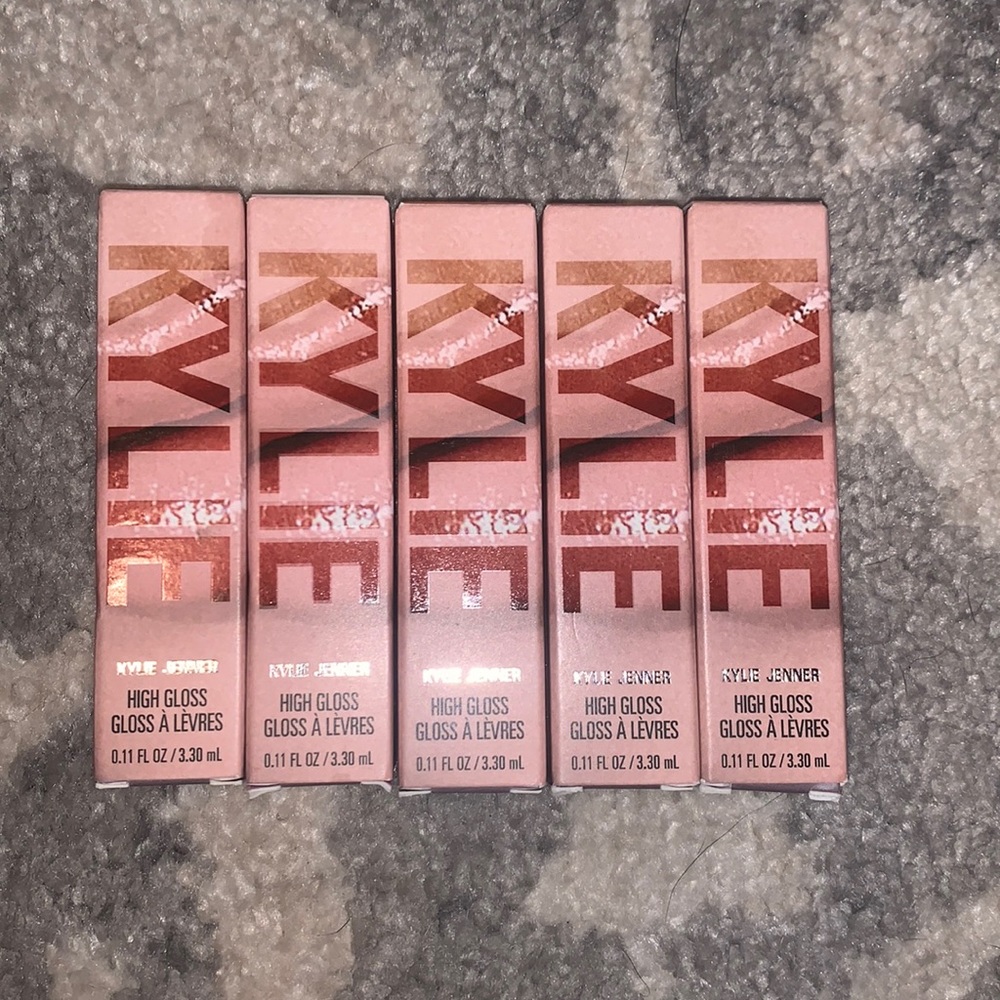 KYLIE
KYLIE JENNER
HIGH GLOSS
GLOSS À LÈVRES
0.11 FL OZ / 3.30 mL
KYLIE
KYLIE JENNER
HIGH GLOSS
GLOSS À LÈVRES
0.11 FL OZ / 3.30 mL
KYLIE
KYLIE JENNER
HIGH GLOSS
GLOSS À LÈVRES
0.11 FL OZ / 3.30 mL
KYLIE
KYLIE JENNER
HIGH GLOSS
GLOSS À LÈVRES
0.11 FL OZ / 3.30 mL
KYLIE
KYLIE JENNER
HIGH GLOSS
GLOSS À LÈVRES
0.11 FL OZ / 3.30 mL